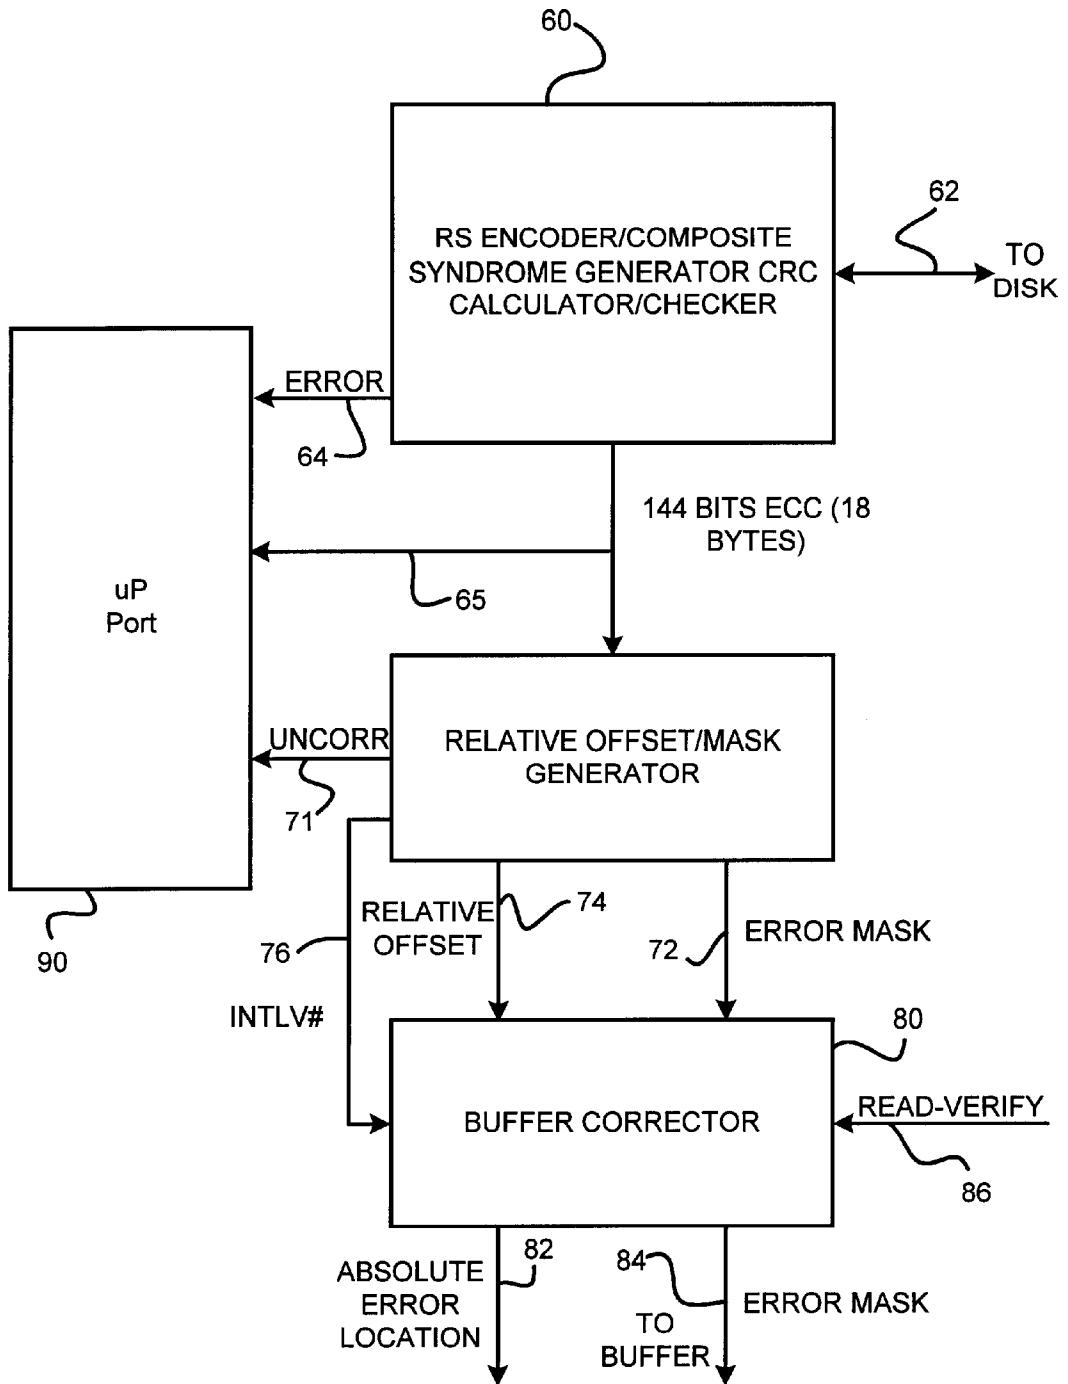 60
RS ENCODER/COMPOSITE
SYNDROME GENERATOR CRC
CALCULATOR/CHECKER
62
TO
DISK
ERROR
64
144 BITS ECC (18
BYTES)
65
uP
Port
UNCORR
71
RELATIVE OFFSET/MASK
GENERATOR
90
76
RELATIVE
OFFSET
74
72
ERROR MASK
INTLV#
80
BUFFER CORRECTOR
READ-VERIFY
86
82
ABSOLUTE
ERROR
LOCATION
84
ERROR MASK
TO
BUFFER